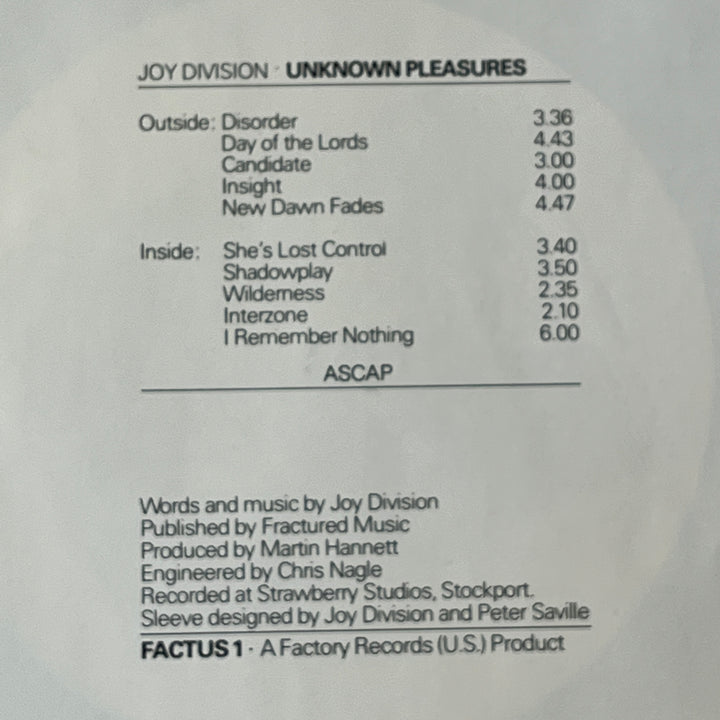 JOY DIVISION · UNKNOWN PLEASURES
Outside: Disorder 3.36
Day of the Lords 4.43
Candidate 3.00
Insight 4.00
New Dawn Fades 4.47
Inside: She's Lost Control 3.40
Shadowplay 3.50
Wilderness 2.35
Interzone 2.10
I Remember Nothing 6.00
ASCAP
Words and music by Joy Division
Published by Fractured Music
Produced by Martin Hannett
Engineered by Chris Nagle
Recorded at Strawberry Studios, Stockport.
Sleeve designed by Joy Division and Peter Saville
FACTUS 1 · A Factory Records (U.S.) Product